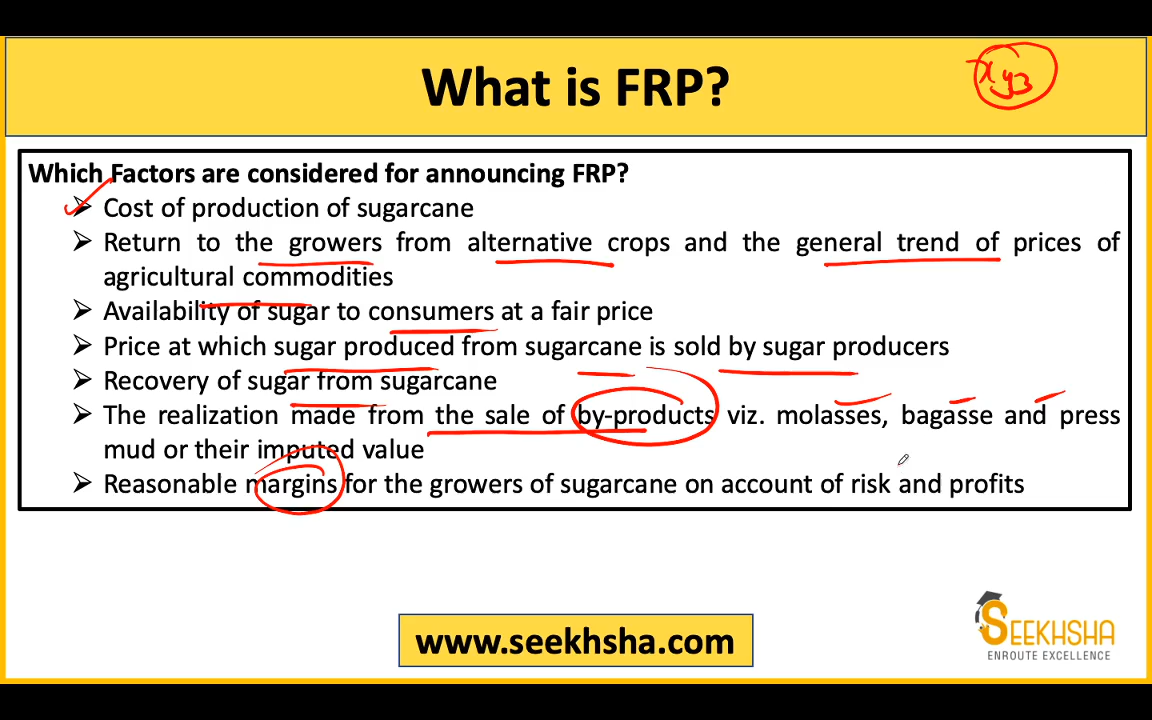 What is FRP?
xyz
Which Factors are considered for announcing FRP?
➢ Cost of production of sugarcane
➢ Return to the growers from alternative crops and the general trend of prices of
agricultural commodities
➢ Availability of sugar to consumers at a fair price
➢ Price at which sugar produced from sugarcane is sold by sugar producers
➢ Recovery of sugar from sugarcane
➢ The realization made from the sale of by-products viz. molasses, bagasse and press
mud or their imputed value
➢ Reasonable margins for the growers of sugarcane on account of risk and profits
www.seekhsha.com
SEEKHSHA
ENROUTE EXCELLENCE